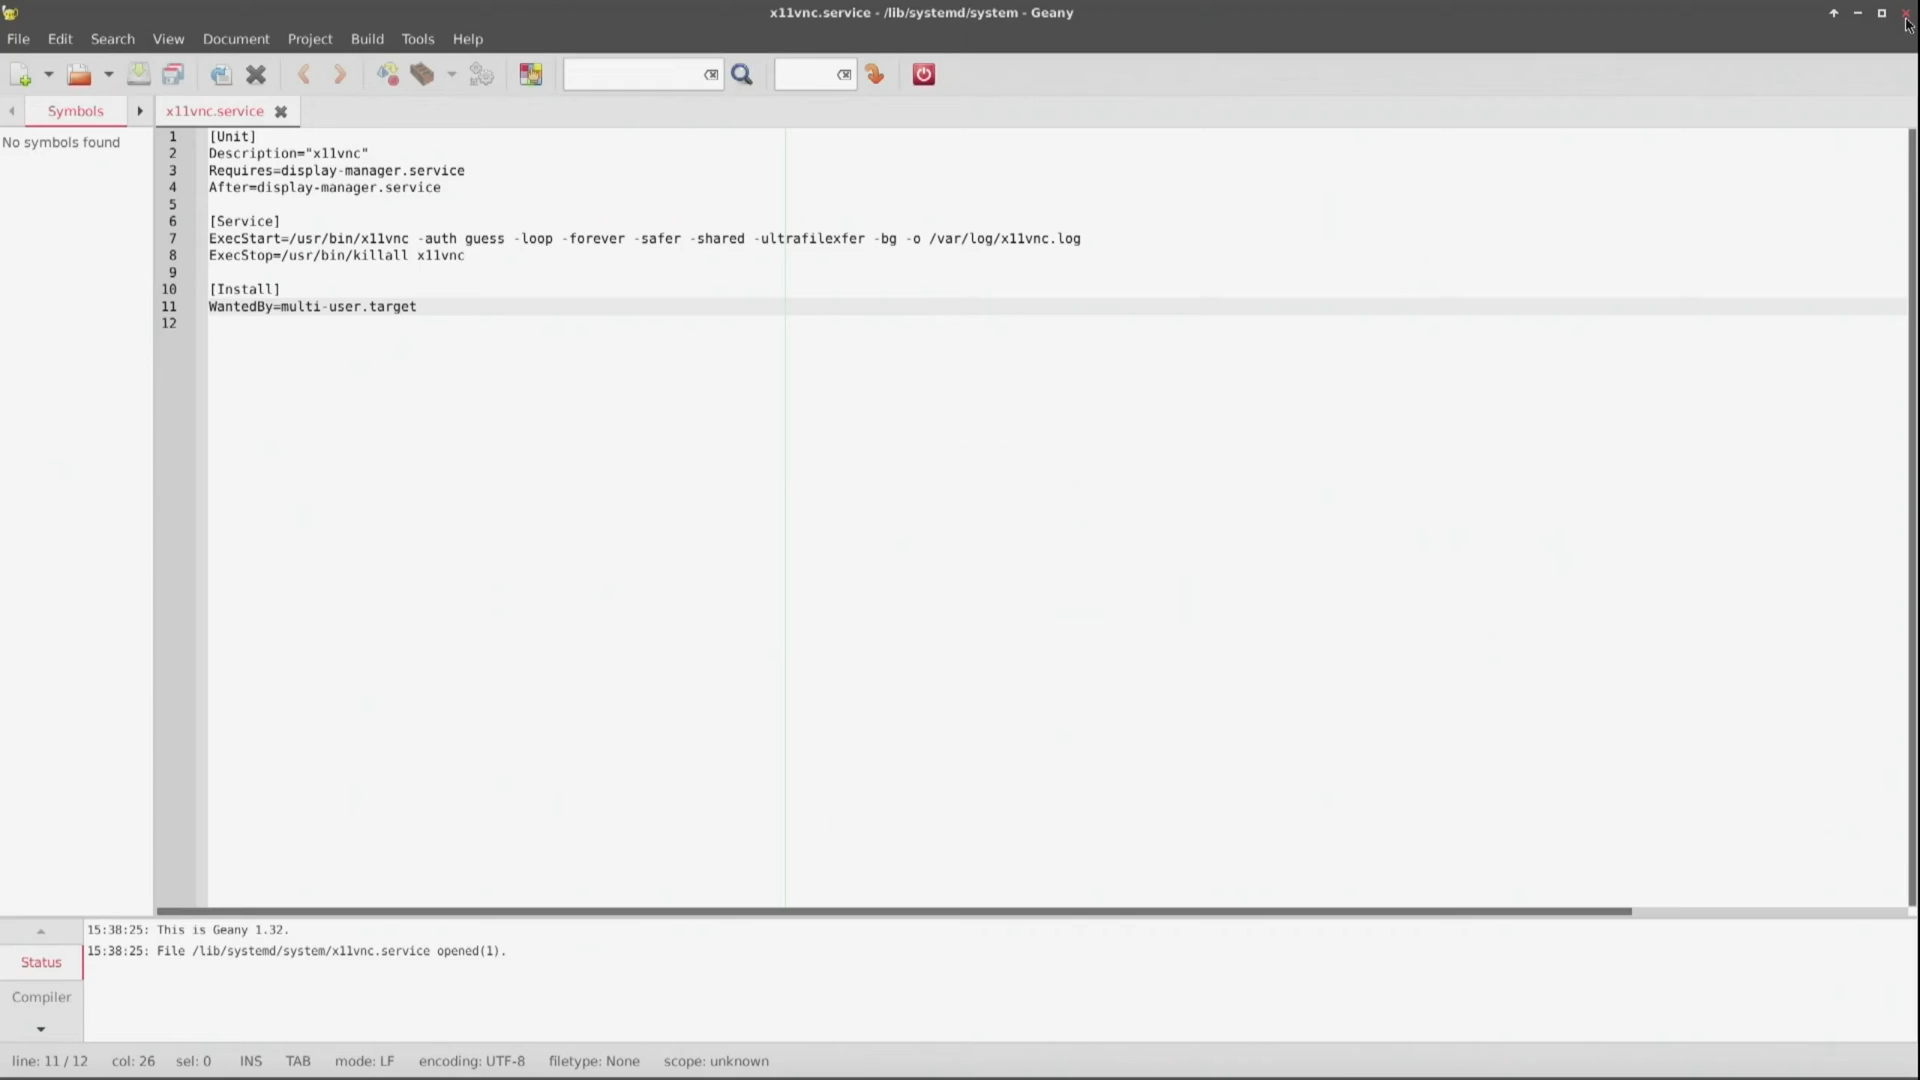 x11vnc.service - /lib/systemd/system - Geany
File Edit Search View Document Project Build Tools Help
Symbols
x11vnc.service
No symbols found
1 [Unit]
2 Description="x11vnc"
3 Requires=display-manager.service
4 After=display-manager.service
5
6 [Service]
7 ExecStart=/usr/bin/x11vnc -auth guess -loop -forever -safer -shared -ultrafilexfer -bg -o /var/log/x11vnc.log
8 ExecStop=/usr/bin/killall x11vnc
9
10 [Install]
11 WantedBy=multi-user.target
12
15:38:25: This is Geany 1.32.
15:38:25: File /lib/systemd/system/x11vnc.service opened(1).
Status
Compiler
line: 11 / 12 col: 26 sel: 0 INS TAB mode: LF encoding: UTF-8 filetype: None scope: unknown